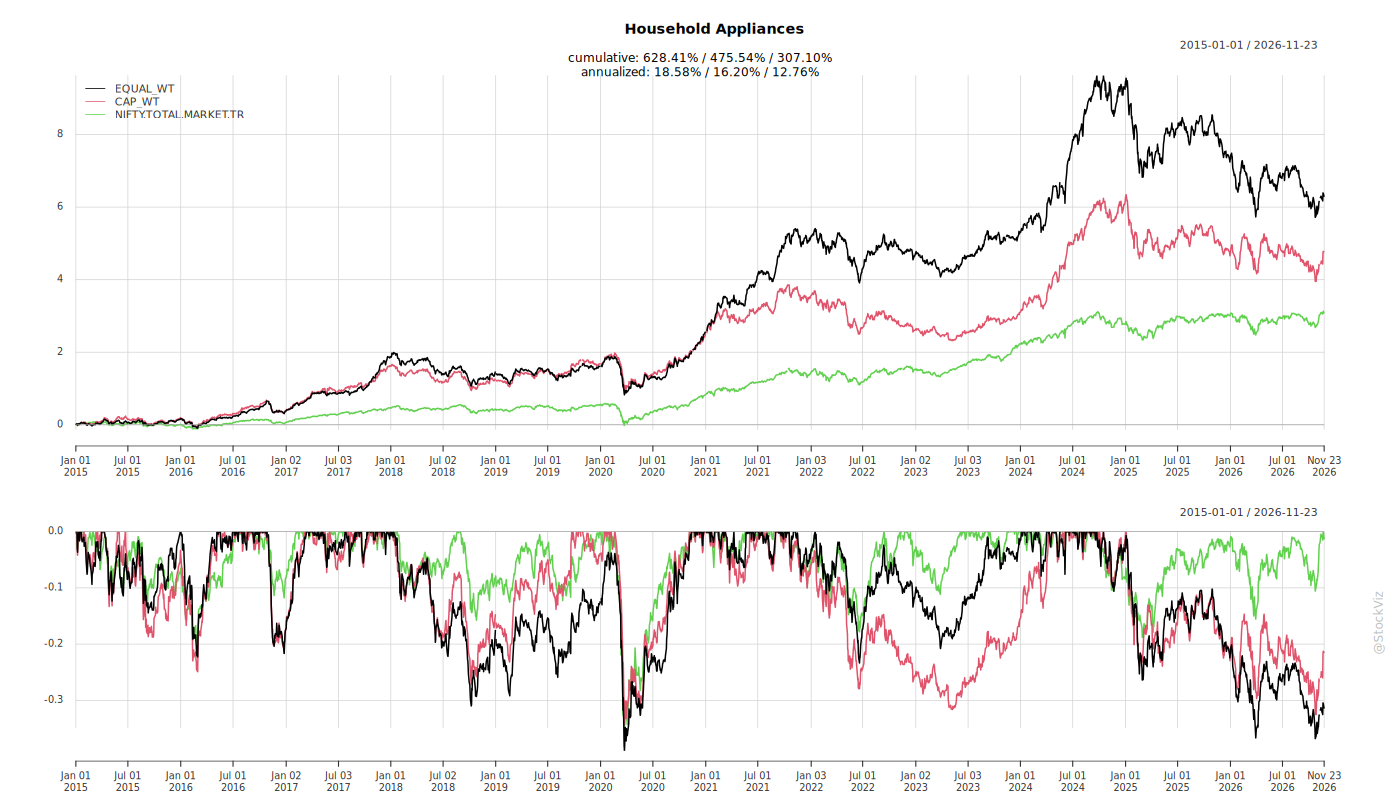 Household Appliances
2015-01-01 / 2026-11-23
cumulative: 628.41% / 475.54% / 307.10%
annualized: 18.58% / 16.20% / 12.76%
EQUAL_WT
CAP_WT
NIFTY.TOTAL.MARKET.TR
8
6
4
2
0
Jan 01 Jul 01 Jan 01 Jul 01 Jan 02 Jul 03 Jan 01 Jul 02 Jan 01 Jul 01 Jan 01 Jul 01 Jan 01 Jul 01 Jan 03 Jul 01 Jan 02 Jul 03 Jan 01 Jul 01 Jan 01 Jul 01 Jan 01 Jul 01 Nov 23
2015 2015 2016 2016 2017 2017 2018 2018 2019 2019 2020 2020 2021 2021 2022 2022 2023 2023 2024 2024 2025 2025 2026 2026 2026
2015-01-01 / 2026-11-23
0.0
-0.1
-0.2
-0.3
Jan 01 Jul 01 Jan 01 Jul 01 Jan 02 Jul 03 Jan 01 Jul 02 Jan 01 Jul 01 Jan 01 Jul 01 Jan 01 Jul 01 Jan 03 Jul 01 Jan 02 Jul 03 Jan 01 Jul 01 Jan 01 Jul 01 Jan 01 Jul 01 Nov 23
2015 2015 2016 2016 2017 2017 2018 2018 2019 2019 2020 2020 2021 2021 2022 2022 2023 2023 2024 2024 2025 2025 2026 2026 2026
@StockViz